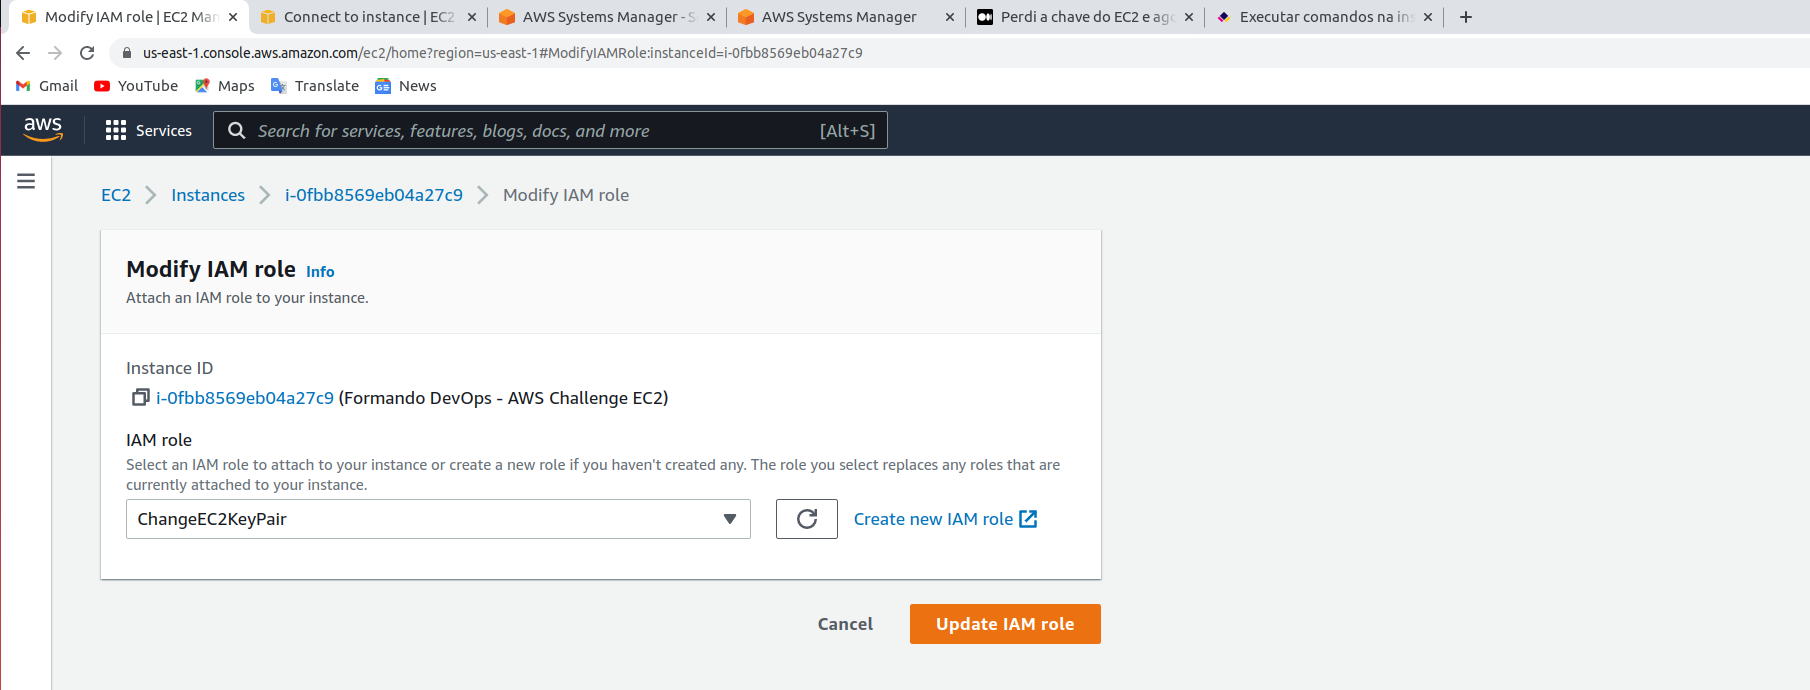 Modify IAM role | EC2 Man
Connect to instance | EC2
AWS Systems Manager - S
AWS Systems Manager
Perdi a chave do EC2 e ago
Executar comandos na ins
us-east-1.console.aws.amazon.com/ec2/home?region=us-east-1#ModifyIAMRole:instanceId=i-0fbb8569eb04a27c9
Gmail YouTube Maps Translate News
aws Services Search for services, features, blogs, docs, and more [Alt+S]
EC2 Instances i-0fbb8569eb04a27c9 Modify IAM role
Modify IAM role Info
Attach an IAM role to your instance.
Instance ID
i-0fbb8569eb04a27c9 (Formando DevOps - AWS Challenge EC2)
IAM role
Select an IAM role to attach to your instance or create a new role if you haven't created any. The role you select replaces any roles that are
currently attached to your instance.
ChangeEC2KeyPair Create new IAM role
Cancel Update IAM role